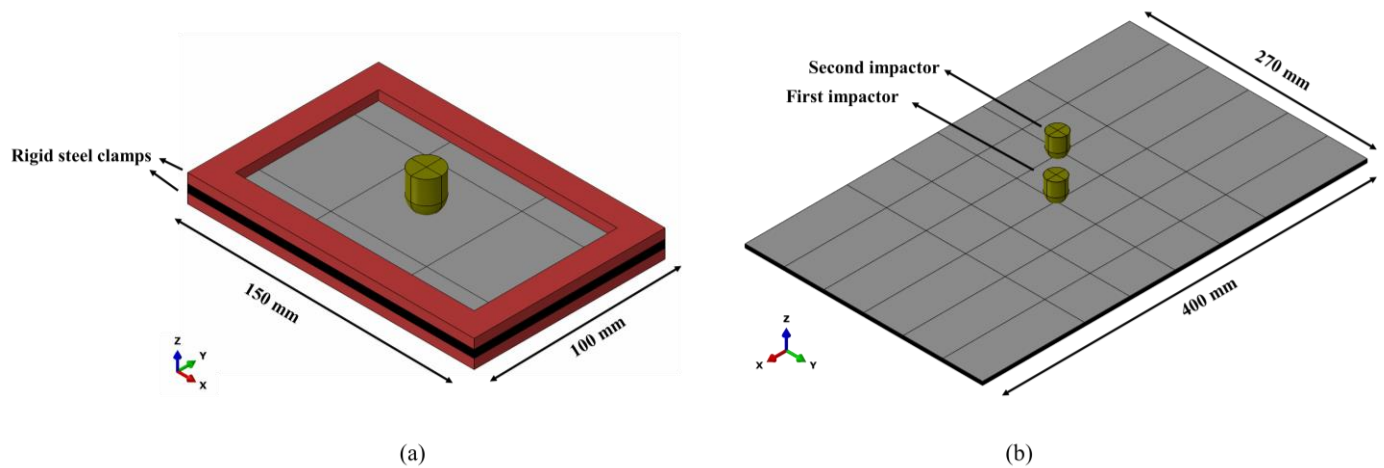 Rigid steel clamps
150 mm
100 mm
Z
Y
X
(a)
Second impactor
First impactor
270 mm
400 mm
Z
X
Y
(b)